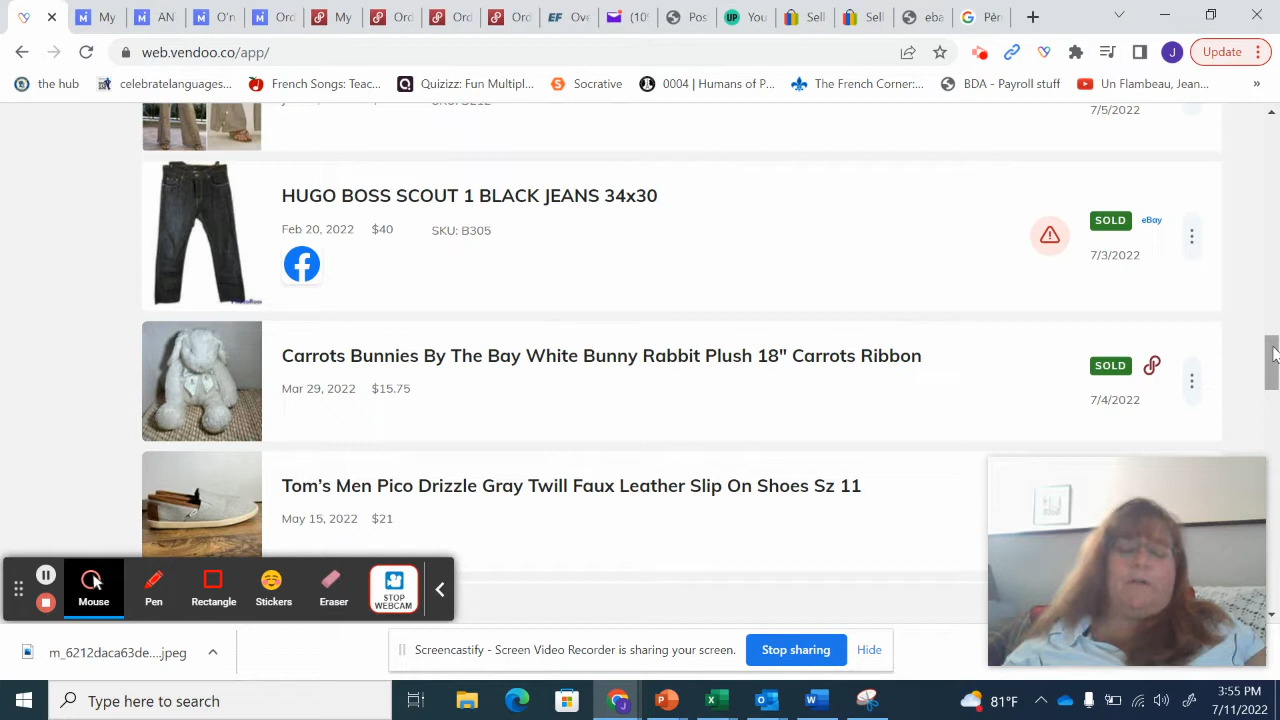 My
AN
O'n
Ord
My
Ord
Ord
Ord
Ove
(10
Pos
You
Sell
Sell
eba
Pèr
web.vendoo.co/app/
Update
the hub
celebratelanguages...
French Songs: Teac...
Quizizz: Fun Multipl...
Socrative
0004 | Humans of P...
The French Corner:...
BDA - Payroll stuff
Un Flambeau, Jean...
»
7/5/2022
HUGO BOSS SCOUT 1 BLACK JEANS 34x30
Feb 20, 2022 $40 SKU: B305
SOLD eBay
7/3/2022
Carrots Bunnies By The Bay White Bunny Rabbit Plush 18" Carrots Ribbon
Mar 29, 2022 $15.75
SOLD
7/4/2022
Tom's Men Pico Drizzle Gray Twill Faux Leather Slip On Shoes Sz 11
May 15, 2022 $21
Mouse
Pen
Rectangle
Stickers
Eraser
STOP
WEBCAM
m_6212daca63de....jpeg
Screencastify - Screen Video Recorder is sharing your screen.
Stop sharing
Hide
Type here to search
81°F
3:55 PM
7/11/2022